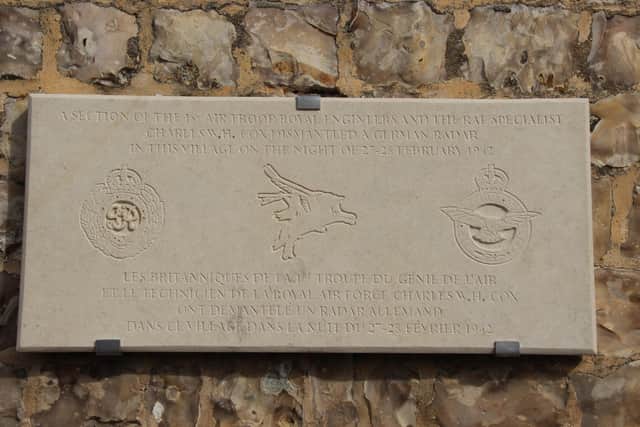 A SECTION OF THE 1ST AIR TROOP ROYAL ENGINEERS AND THE RAF SPECIALIST
CHARLES W. H. COX DISMANTLED A GERMAN RADAR
IN THIS VILLAGE ON THE NIGHT OF 27-28 FEBRUARY 1942
LES BRITANNIQUES DE LA 1RE TROUPE DU GÉNIE DE L'AIR
ET LE TECHNICIEN DE LA ROYAL AIR FORCE CHARLES W. H. COX
ONT DÉMANTELÉ UN RADAR ALLEMAND
DANS CE VILLAGE DANS LA NUIT DU 27-28 FÉVRIER 1942